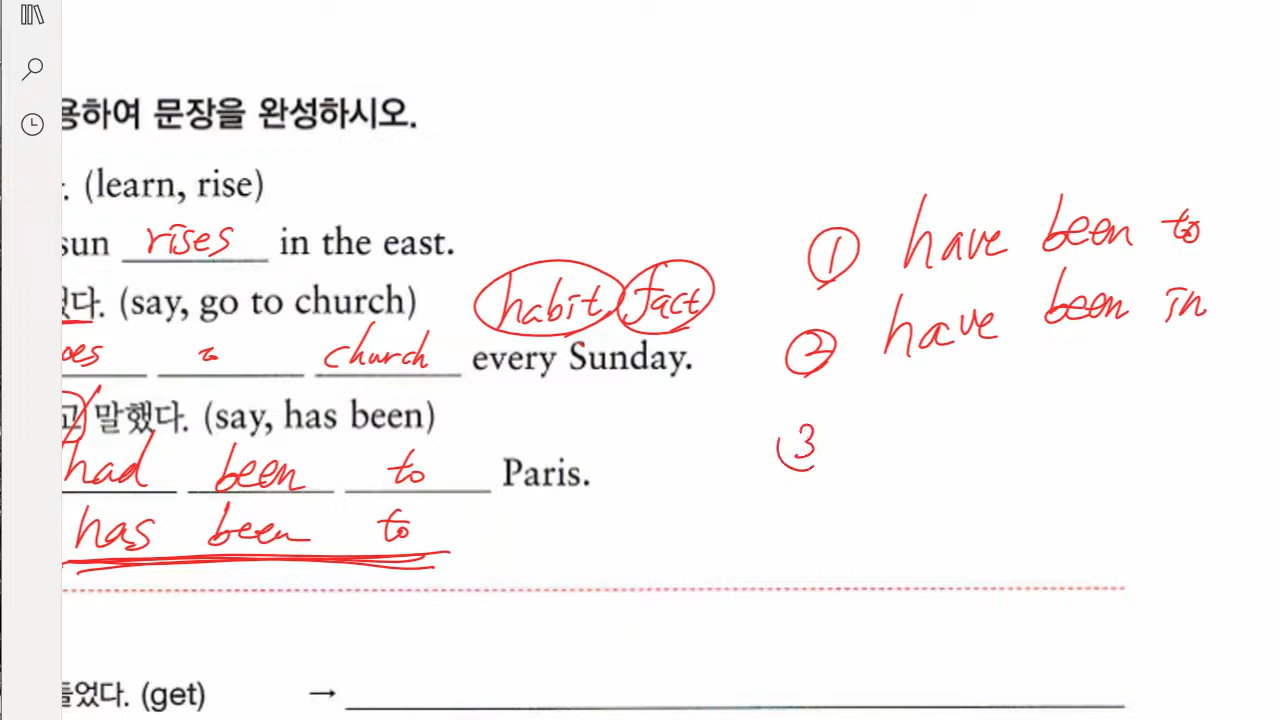 용하여 문장을 완성하시오.
. (learn, rise)
sun rises in the east.
다. (say, go to church) habit fact
oes to church every Sunday.
고 말했다. (say, has been)
had been to Paris.
has been to
① have been to
② have been in
③
들었다. (get) →